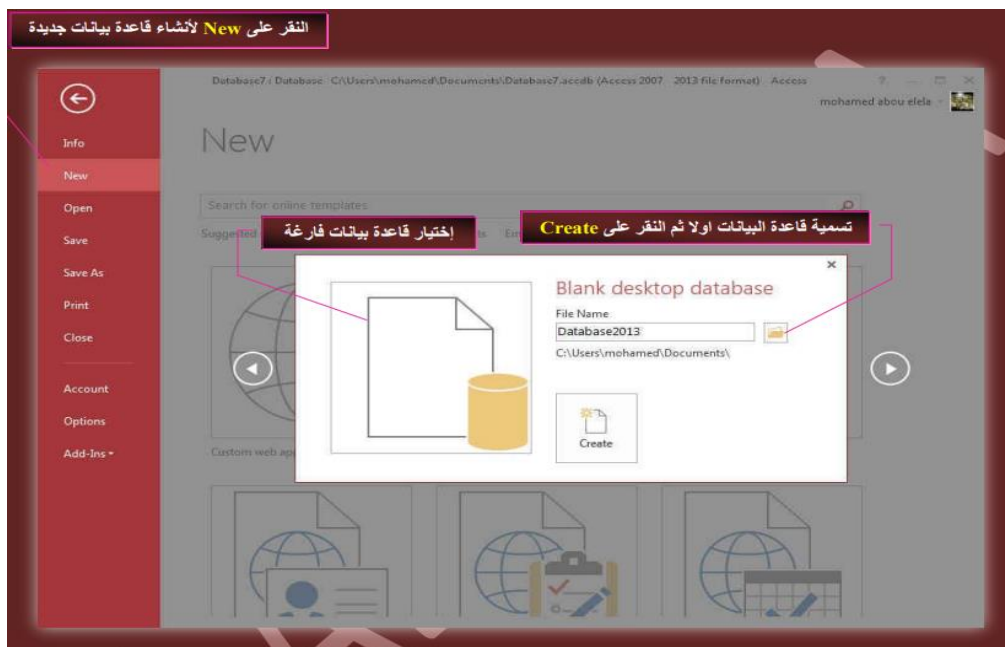 النقر على New لأنشاء قاعدة بيانات جديدة
Database7 : Database- C:\Users\mohamed\Documents\Database7.accdb (Access 2007 - 2013 file format) - Access
mohamed abou elela
Info
New
Open
Save
Save As
Print
Close
Account
Options
Add-Ins
New
Search for online templates
Suggested
إختيار قاعدة بيانات فارغة
تسمية قاعدة البيانات اولا ثم النقر على Create
Blank desktop database
File Name
Database2013
C:\Users\mohamed\Documents\
Create
Custom web app